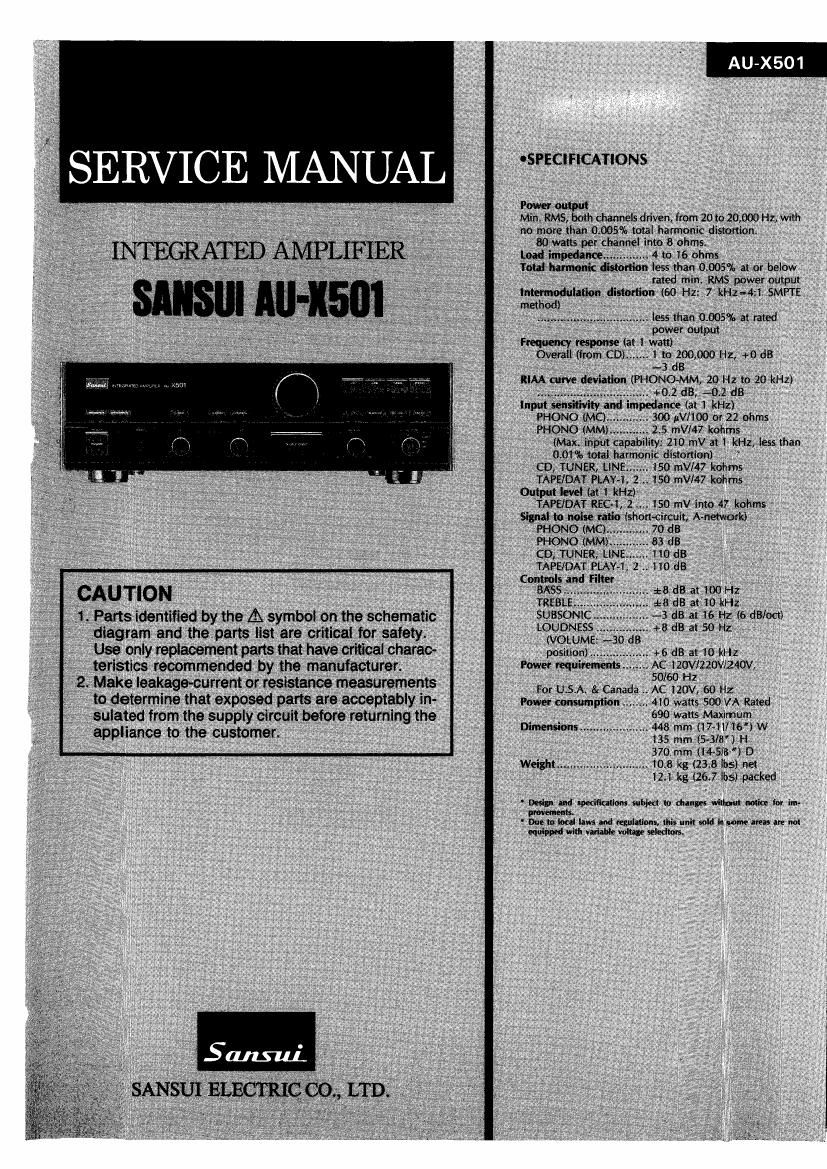 SERVICE MANUAL
INTEGRATED AMPLIFIER
SANSUI AU-X501
Sansui INTEGRATED AMPLIFIER AU-X501
CAUTION
1. Parts identified by the ⚠ symbol on the schematic
diagram and the parts list are critical for safety.
Use only replacement parts that have critical charac-
teristics recommended by the manufacturer.
2. Make leakage-current or resistance measurements
to determine that exposed parts are acceptably in-
sulated from the supply circuit before returning the
appliance to the customer.
Sansui
SANSUI ELECTRIC CO., LTD.
AU-X501
•SPECIFICATIONS
Power output
Min. RMS, both channels driven, from 20 to 20,000 Hz, with
no more than 0.005% total harmonic distortion.
80 watts per channel into 8 ohms.
Load impedance.............. 4 to 16 ohms
Total harmonic distortion less than 0.005% at or below
rated min. RMS power output
Intermodulation distortion (60 Hz: 7 kHz=4:1 SMPTE
method)
.................................. less than 0.005% at rated
power output
Frequency response (at 1 watt)
Overall (from CD)....... 1 to 200,000 Hz, +0 dB
−3 dB
RIAA curve deviation (PHONO-MM, 20 Hz to 20 kHz)
.................................. +0.2 dB, −0.2 dB
Input sensitivity and impedance (at 1 kHz)
PHONO (MC)............. 300 µV/100 or 22 ohms
PHONO (MM)............ 2.5 mV/47 kohms
(Max. input capability: 210 mV at 1 kHz, less than
0.01% total harmonic distortion)
CD, TUNER, LINE....... 150 mV/47 kohms
TAPE/DAT PLAY-1, 2 .. 150 mV/47 kohms
Output level (at 1 kHz)
TAPE/DAT REC-1, 2 .... 150 mV into 47 kohms
Signal to noise ratio (short-circuit, A-network)
PHONO (MC)............. 70 dB
PHONO (MM)............ 83 dB
CD, TUNER, LINE....... 110 dB
TAPE/DAT PLAY-1, 2 .. 110 dB
Controls and Filter
BASS.......................... ±8 dB at 100 Hz
TREBLE....................... ±8 dB at 10 kHz
SUBSONIC................. −3 dB at 16 Hz (6 dB/oct)
LOUDNESS................ +8 dB at 50 Hz
(VOLUME: −30 dB
position).................. +6 dB at 10 kHz
Power requirements........ AC 120V/220V/240V,
50/60 Hz
For U.S.A. & Canada .. AC 120V, 60 Hz
Power consumption........ 410 watts 500 VA Rated
690 watts Maximum
Dimensions..................... 448 mm (17-11/16") W
135 mm (5-3/8") H
370 mm (14-5/8") D
Weight............................ 10.8 kg (23.8 lbs) net
12.1 kg (26.7 lbs) packed
* Design and specifications subject to changes without notice for im-
provements.
* Due to local laws and regulations, this unit sold in some areas are not
equipped with variable voltage selectors.